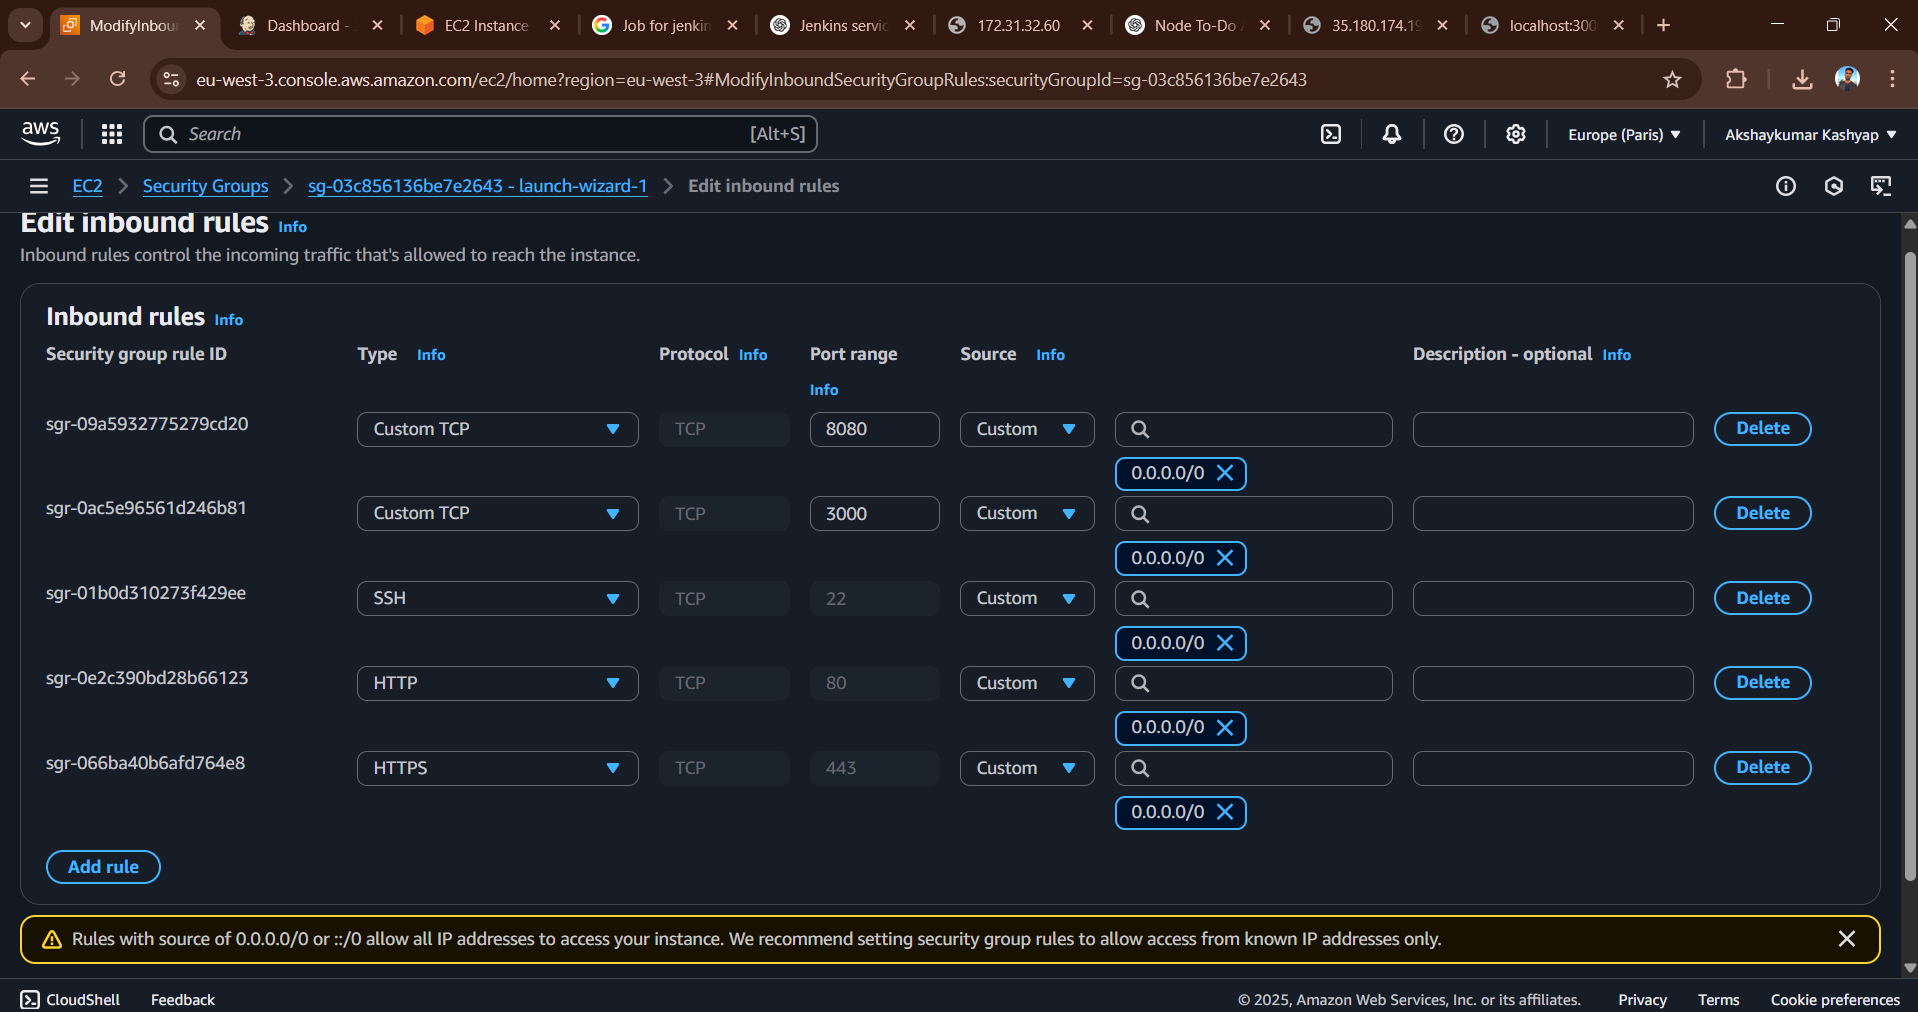 ModifyInbour
Dashboard -
EC2 Instance
Job for jenkin
Jenkins servic
172.31.32.60
Node To-Do
35.180.174.19
localhost:300
eu-west-3.console.aws.amazon.com/ec2/home?region=eu-west-3#ModifyInboundSecurityGroupRules:securityGroupId=sg-03c856136be7e2643
aws
Search [Alt+S]
Europe (Paris)
Akshaykumar Kashyap
EC2 Security Groups sg-03c856136be7e2643 - launch-wizard-1 Edit inbound rules
Edit inbound rules Info
Inbound rules control the incoming traffic that's allowed to reach the instance.
Inbound rules Info
Security group rule ID Type Info Protocol Info Port range Info Source Info Description - optional Info
sgr-09a5932775279cd20 Custom TCP TCP 8080 Custom Delete
0.0.0.0/0
sgr-0ac5e96561d246b81 Custom TCP TCP 3000 Custom Delete
0.0.0.0/0
sgr-01b0d310273f429ee SSH TCP 22 Custom Delete
0.0.0.0/0
sgr-0e2c390bd28b66123 HTTP TCP 80 Custom Delete
0.0.0.0/0
sgr-066ba40b6afd764e8 HTTPS TCP 443 Custom Delete
0.0.0.0/0
Add rule
Rules with source of 0.0.0.0/0 or ::/0 allow all IP addresses to access your instance. We recommend setting security group rules to allow access from known IP addresses only.
CloudShell Feedback © 2025, Amazon Web Services, Inc. or its affiliates. Privacy Terms Cookie preferences